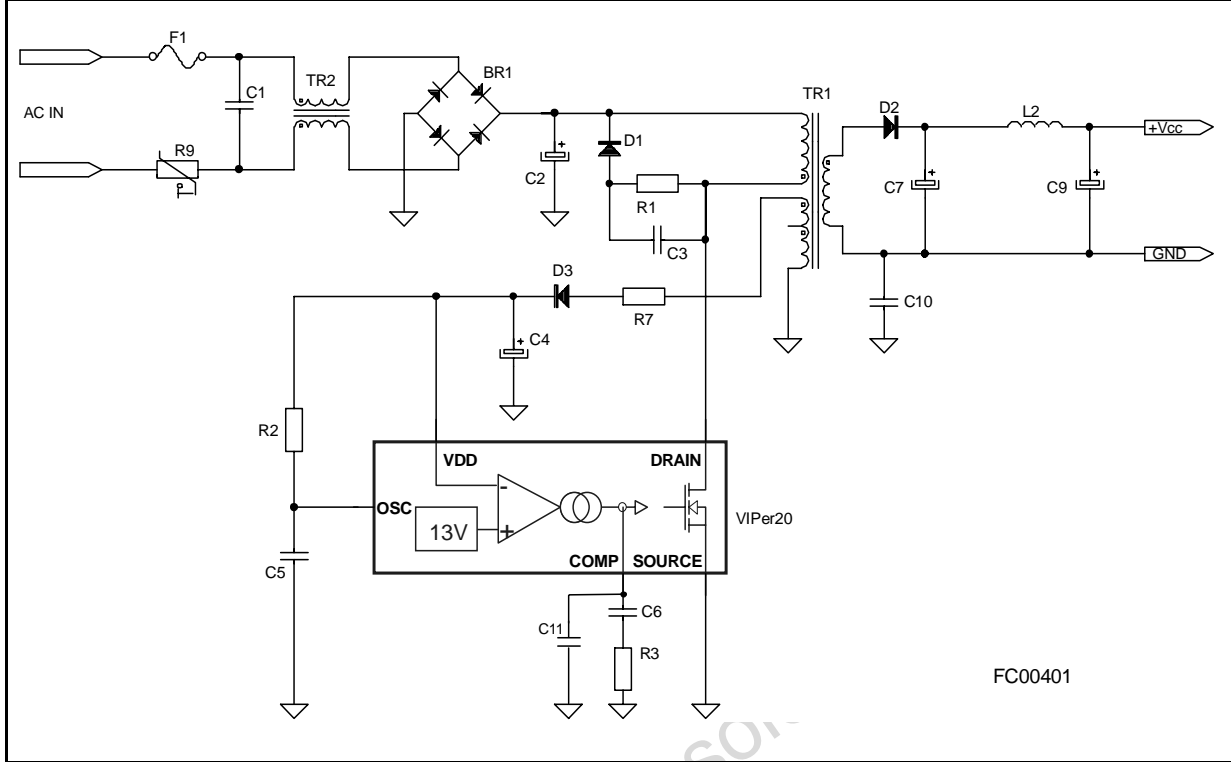 F1
TR2
BR1
TR1
D2
L2
+Vcc
AC IN
C1
R9
T°
C2
D1
R1
C3
C7
C9
GND
D3
R7
C4
C10
R2
VDD
DRAIN
OSC
13V
-
+
VIPer20
COMP SOURCE
C5
C11
C6
R3
FC00401